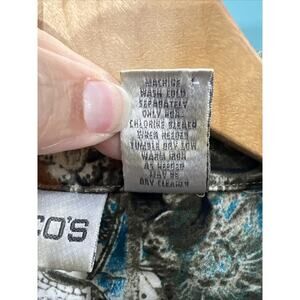 MACHINE
WASH COLD
SEPARATELY
ONLY NON-
CHLORINE BLEACH
WHEN NEEDED
TUMBLE DRY LOW
WARM IRON
AS NEEDED
MAY BE
DRY CLEANED
CO'S